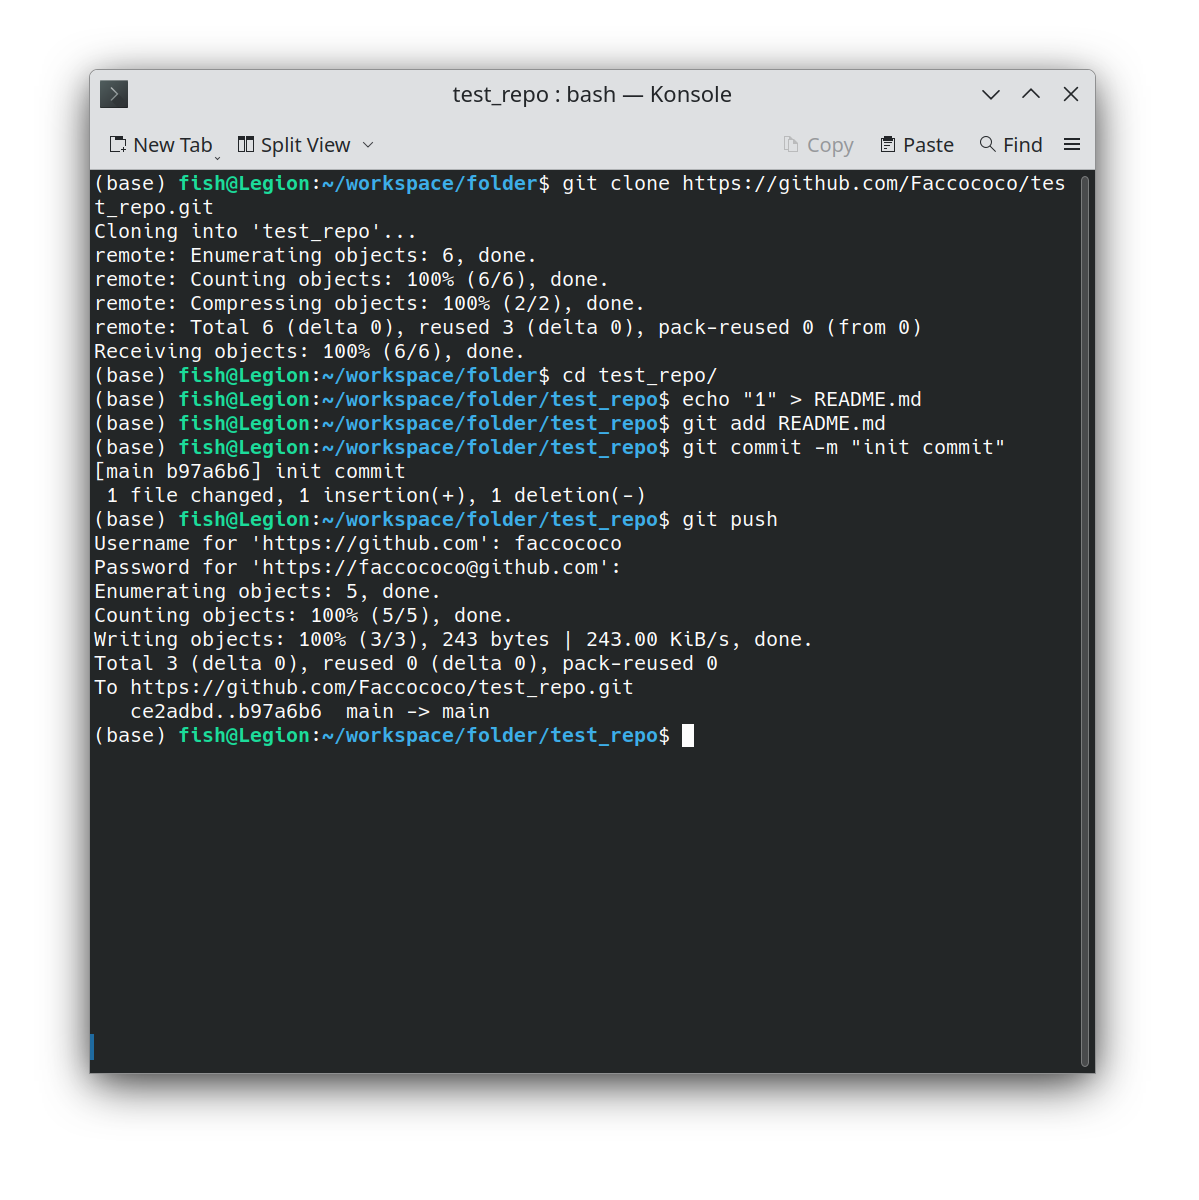 test_repo : bash — Konsole
New Tab Split View Copy Paste Find
(base) fish@Legion:~/workspace/folder$ git clone https://github.com/Faccococo/tes
t_repo.git
Cloning into 'test_repo'...
remote: Enumerating objects: 6, done.
remote: Counting objects: 100% (6/6), done.
remote: Compressing objects: 100% (2/2), done.
remote: Total 6 (delta 0), reused 3 (delta 0), pack-reused 0 (from 0)
Receiving objects: 100% (6/6), done.
(base) fish@Legion:~/workspace/folder$ cd test_repo/
(base) fish@Legion:~/workspace/folder/test_repo$ echo "1" > README.md
(base) fish@Legion:~/workspace/folder/test_repo$ git add README.md
(base) fish@Legion:~/workspace/folder/test_repo$ git commit -m "init commit"
[main b97a6b6] init commit
 1 file changed, 1 insertion(+), 1 deletion(-)
(base) fish@Legion:~/workspace/folder/test_repo$ git push
Username for 'https://github.com': faccococo
Password for 'https://faccococo@github.com':
Enumerating objects: 5, done.
Counting objects: 100% (5/5), done.
Writing objects: 100% (3/3), 243 bytes | 243.00 KiB/s, done.
Total 3 (delta 0), reused 0 (delta 0), pack-reused 0
To https://github.com/Faccococo/test_repo.git
   ce2adbd..b97a6b6  main -> main
(base) fish@Legion:~/workspace/folder/test_repo$